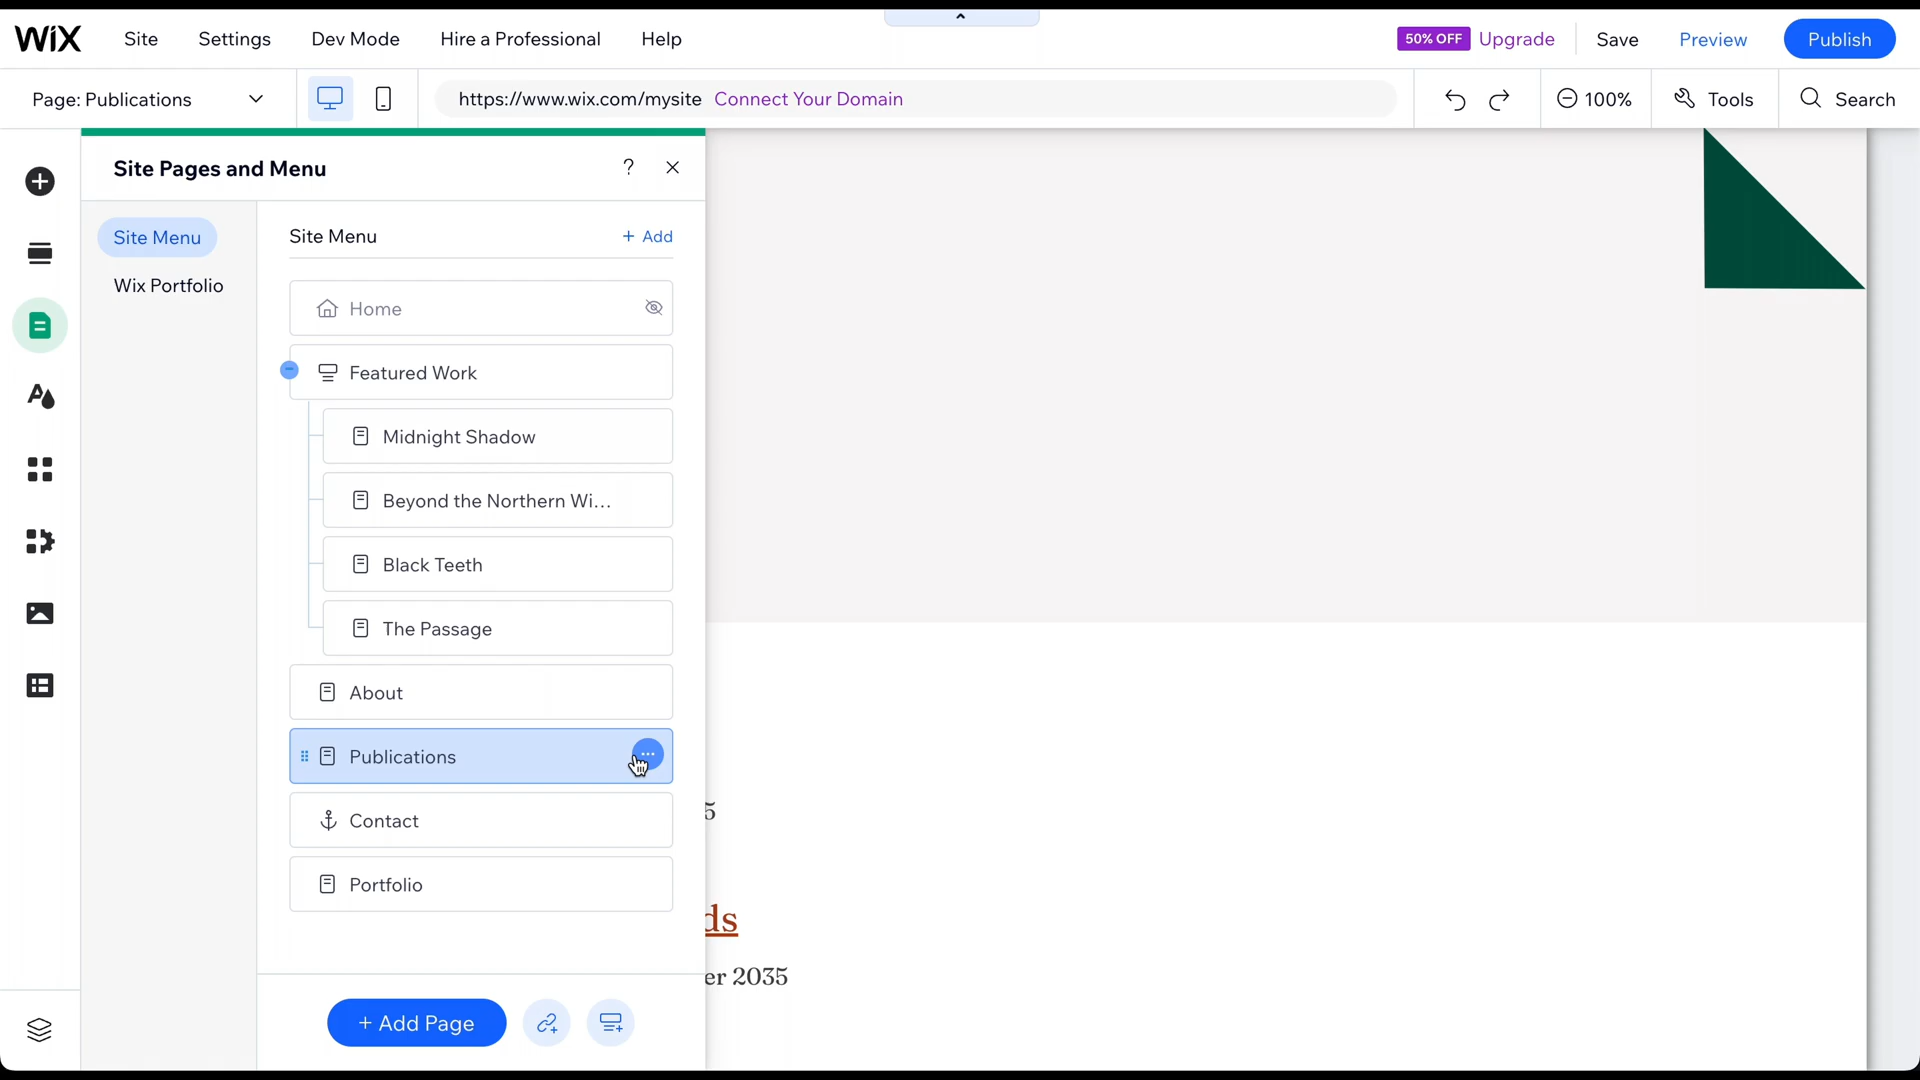 WiX Site Settings Dev Mode Hire a Professional Help 50% OFF Upgrade Save Preview Publish
Page: Publications https://www.wix.com/mysite Connect Your Domain 100% Tools Search
Site Pages and Menu ?
Site Menu
Wix Portfolio
Site Menu + Add
Home
Featured Work
Midnight Shadow
Beyond the Northern Wi...
Black Teeth
The Passage
About
Publications
Contact
Portfolio
+ Add Page
5
ds
er 2035